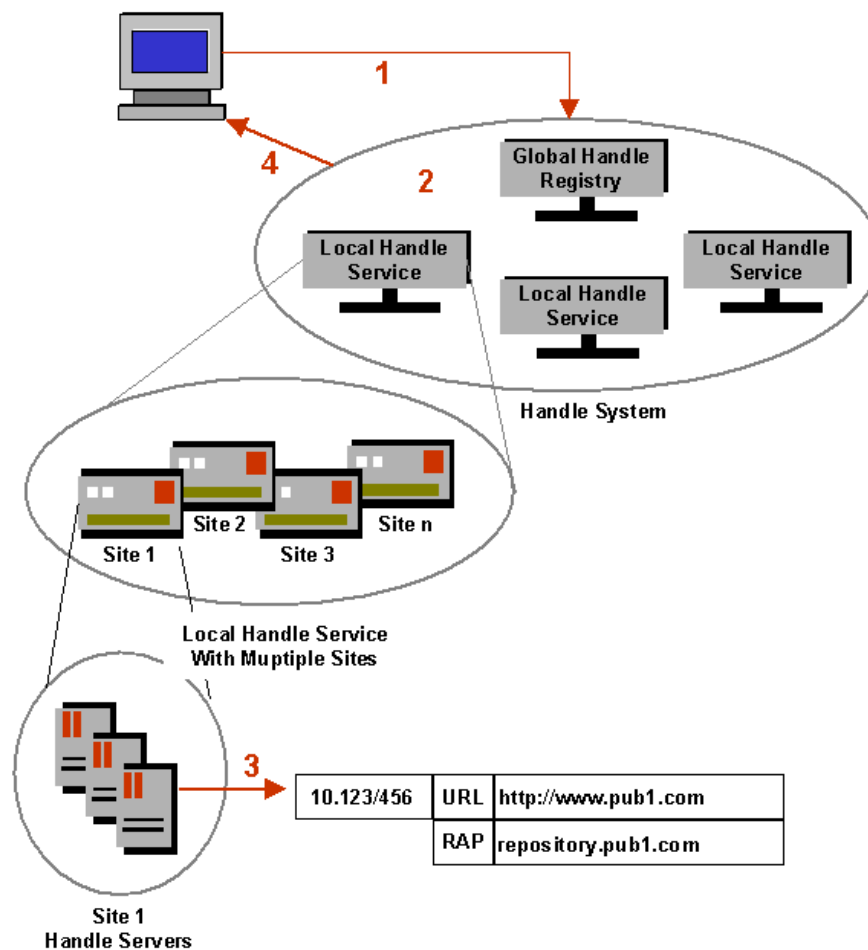 1
4
2
Global Handle
Registry
Local Handle
Service
Local Handle
Service
Local Handle
Service
Handle System
Site 1
Site 2
Site 3
Site n
Local Handle Service
With Muptiple Sites
3
10.123/456 URL http://www.pub1.com
RAP repository.pub1.com
Site 1
Handle Servers